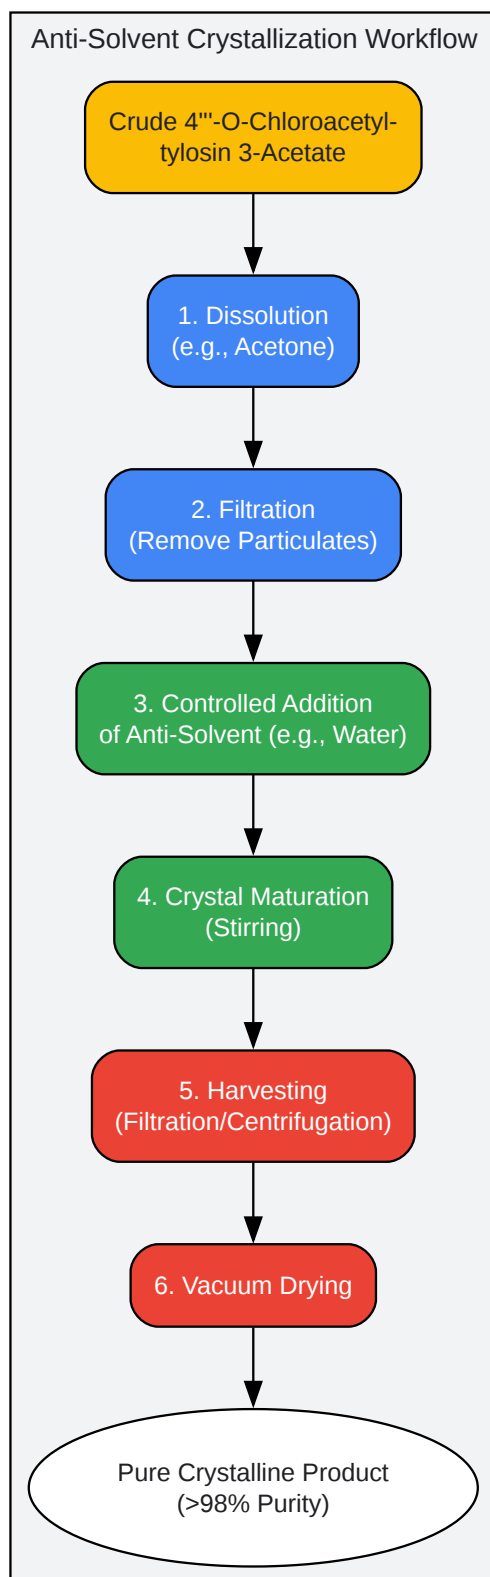 Anti-Solvent Crystallization Workflow
Crude 4'''-O-Chloroacetyl-
tylosin 3-Acetate
1. Dissolution
(e.g., Acetone)
2. Filtration
(Remove Particulates)
3. Controlled Addition
of Anti-Solvent (e.g., Water)
4. Crystal Maturation
(Stirring)
5. Harvesting
(Filtration/Centrifugation)
6. Vacuum Drying
Pure Crystalline Product
(>98% Purity)